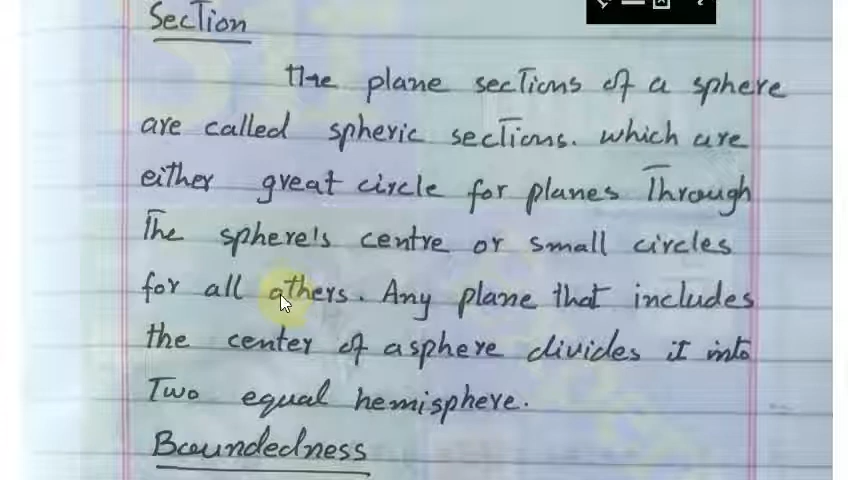 Section
The plane sections of a sphere
are called spheric sections. which are
either great circle for planes Through
The sphere's centre or small circles
for all others. Any plane that includes
the center of a sphere divides it into
Two equal hemisphere.
Boundedness